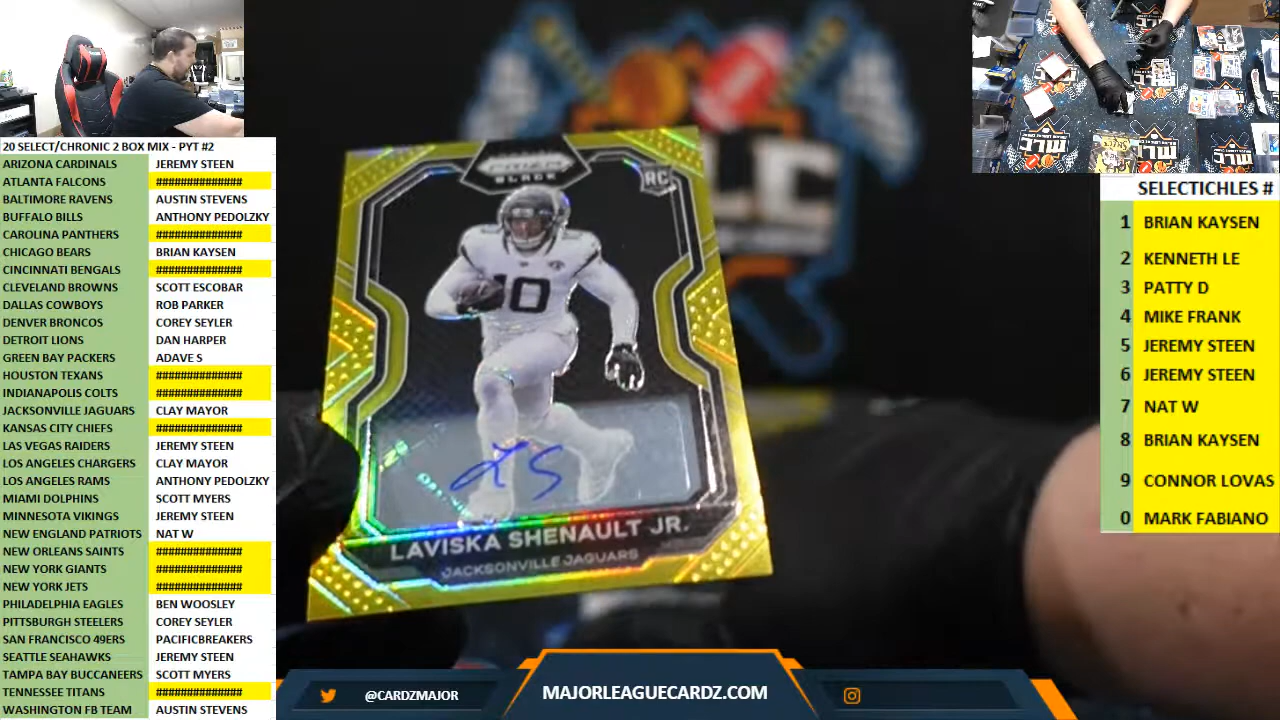 20 SELECT/CHRONIC 2 BOX MIX - PYT #2
ARIZONA CARDINALS JEREMY STEEN
ATLANTA FALCONS ##############
BALTIMORE RAVENS AUSTIN STEVENS
BUFFALO BILLS ANTHONY PEDOLZKY
CAROLINA PANTHERS ##############
CHICAGO BEARS BRIAN KAYSEN
CINCINNATI BENGALS ##############
CLEVELAND BROWNS SCOTT ESCOBAR
DALLAS COWBOYS ROB PARKER
DENVER BRONCOS COREY SEYLER
DETROIT LIONS DAN HARPER
GREEN BAY PACKERS ADAVE S
HOUSTON TEXANS ##############
INDIANAPOLIS COLTS ##############
JACKSONVILLE JAGUARS CLAY MAYOR
KANSAS CITY CHIEFS ##############
LAS VEGAS RAIDERS JEREMY STEEN
LOS ANGELES CHARGERS CLAY MAYOR
LOS ANGELES RAMS ANTHONY PEDOLZKY
MIAMI DOLPHINS SCOTT MYERS
MINNESOTA VIKINGS JEREMY STEEN
NEW ENGLAND PATRIOTS NAT W
NEW ORLEANS SAINTS ##############
NEW YORK GIANTS ##############
NEW YORK JETS ##############
PHILADELPHIA EAGLES BEN WOOSLEY
PITTSBURGH STEELERS COREY SEYLER
SAN FRANCISCO 49ERS PACIFICBREAKERS
SEATTLE SEAHAWKS JEREMY STEEN
TAMPA BAY BUCCANEERS SCOTT MYERS
TENNESSEE TITANS ##############
WASHINGTON FB TEAM AUSTIN STEVENS
PRIZM
BLACK
RC
10
LS
LAVISKA SHENAULT JR.
JACKSONVILLE JAGUARS
@CARDZMAJOR
MAJORLEAGUECARDZ.COM
SELECTICHLES #
1 BRIAN KAYSEN
2 KENNETH LE
3 PATTY D
4 MIKE FRANK
5 JEREMY STEEN
6 JEREMY STEEN
7 NAT W
8 BRIAN KAYSEN
9 CONNOR LOVAS
0 MARK FABIANO